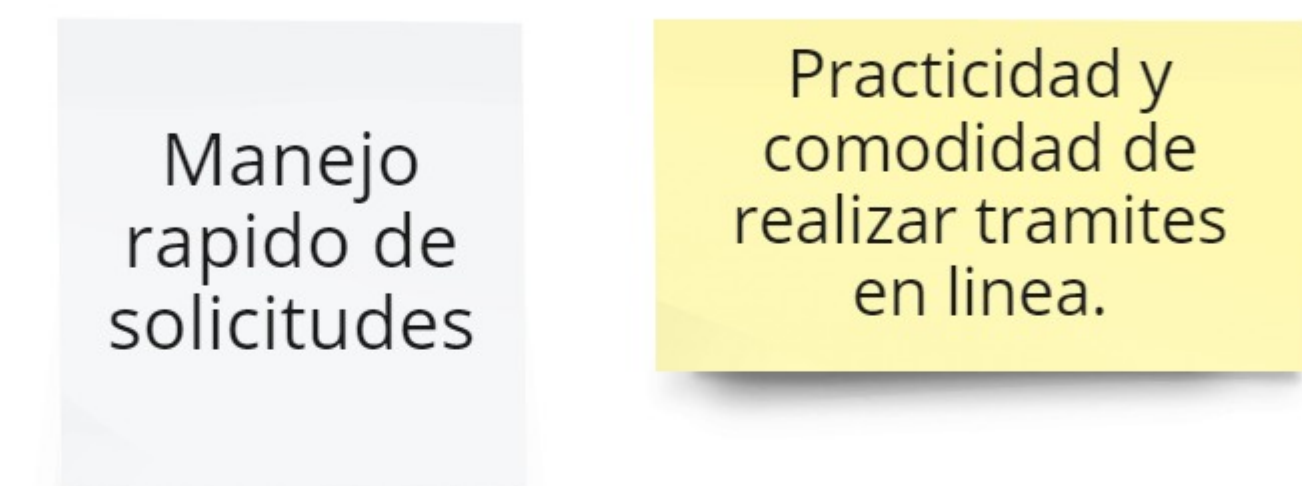 Manejo
rapido de
solicitudes
Practicidad y
comodidad de
realizar tramites
en linea.